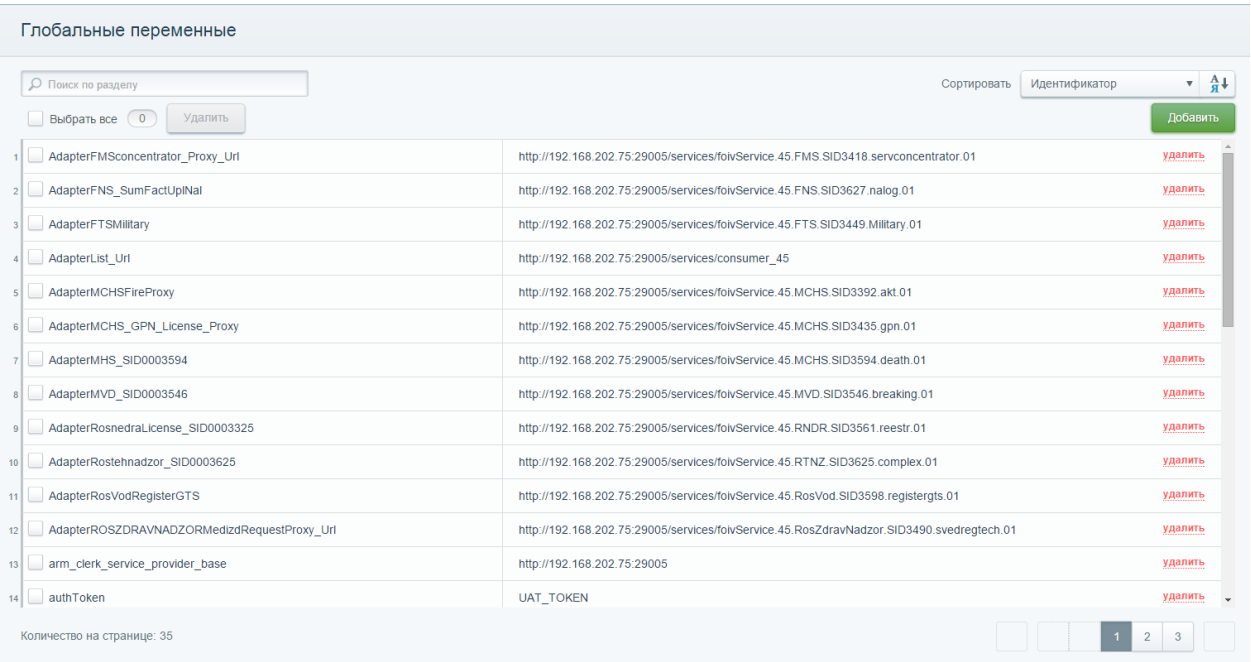 Глобальные переменные
Поиск по разделу
Сортировать Идентификатор А Я
Выбрать все 0 Удалить Добавить
1 AdapterFMSconcentrator_Proxy_Url http://192.168.202.75:29005/services/foivService.45.FMS.SID3418.servconcentrator.01 удалить
2 AdapterFNS_SumFactUplNal http://192.168.202.75:29005/services/foivService.45.FNS.SID3627.nalog.01 удалить
3 AdapterFTSMilitary http://192.168.202.75:29005/services/foivService.45.FTS.SID3449.Military.01 удалить
4 AdapterList_Url http://192.168.202.75:29005/services/consumer_45 удалить
5 AdapterMCHSFireProxy http://192.168.202.75:29005/services/foivService.45.MCHS.SID3392.akt.01 удалить
6 AdapterMCHS_GPN_License_Proxy http://192.168.202.75:29005/services/foivService.45.MCHS.SID3435.gpn.01 удалить
7 AdapterMHS_SID0003594 http://192.168.202.75:29005/services/foivService.45.MCHS.SID3594.death.01 удалить
8 AdapterMVD_SID0003546 http://192.168.202.75:29005/services/foivService.45.MVD.SID3546.breaking.01 удалить
9 AdapterRosnedraLicense_SID0003325 http://192.168.202.75:29005/services/foivService.45.RNDR.SID3561.reestr.01 удалить
10 AdapterRostehnadzor_SID0003625 http://192.168.202.75:29005/services/foivService.45.RTNZ.SID3625.complex.01 удалить
11 AdapterRosVodRegisterGTS http://192.168.202.75:29005/services/foivService.45.RosVod.SID3598.registergts.01 удалить
12 AdapterROSZDRAVNADZORMedizdRequestProxy_Url http://192.168.202.75:29005/services/foivService.45.RosZdravNadzor.SID3490.svedregtech.01 удалить
13 arm_clerk_service_provider_base http://192.168.202.75:29005 удалить
14 authToken UAT_TOKEN удалить
Количество на странице: 35 1 2 3